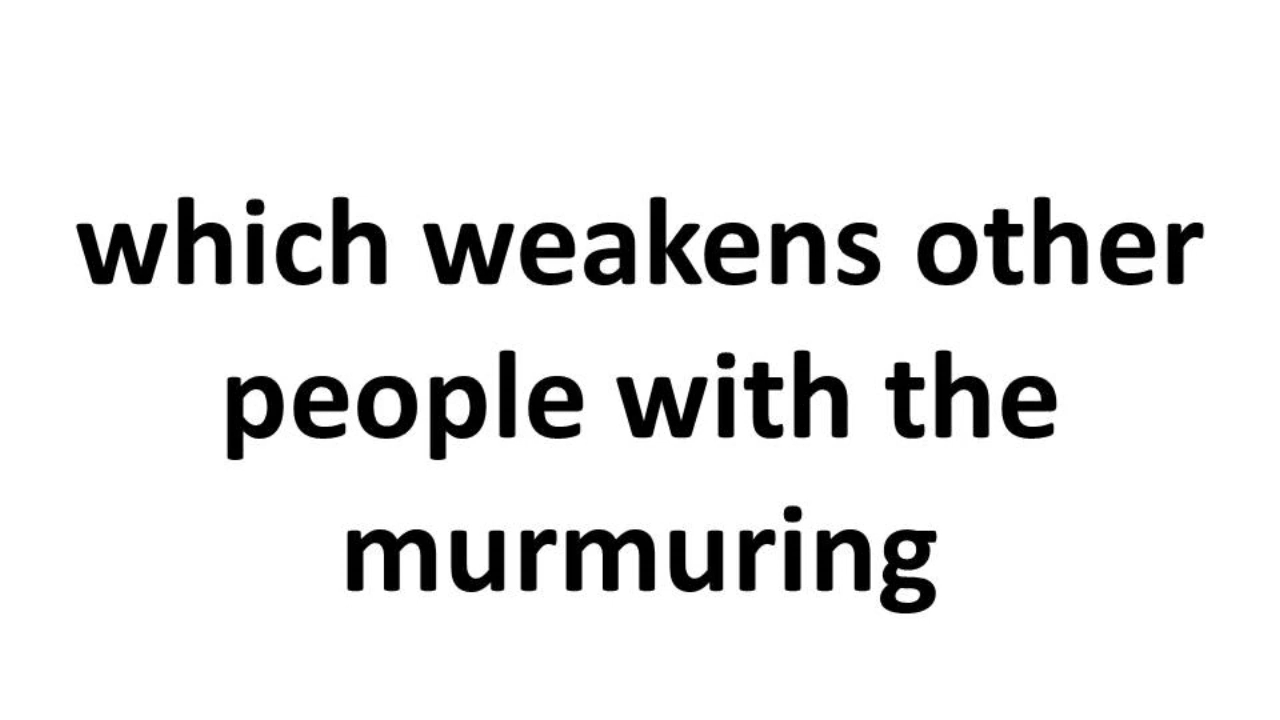 which weakens other
people with the
murmuring